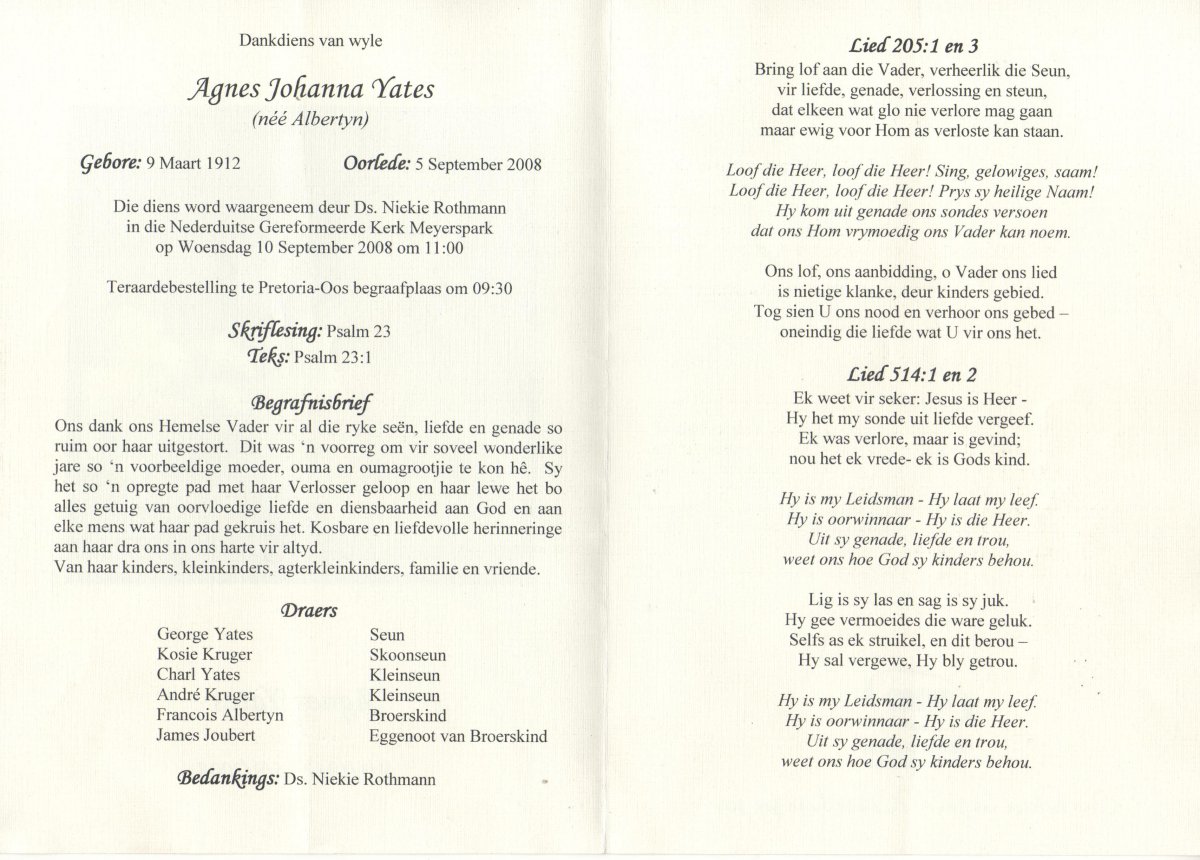 Dankdiens van wyle
Agnes Johanna Yates
(néé Albertyn)
Gebore: 9 Maart 1912 Oorlede: 5 September 2008
Die diens word waargeneem deur Ds. Niekie Rothmann
in die Nederduitse Gereformeerde Kerk Meyerspark
op Woensdag 10 September 2008 om 11:00
Teraardebestelling te Pretoria-Oos begraafplaas om 09:30
Skriflesing: Psalm 23
Teks: Psalm 23:1
Begrafnisbrief
Ons dank ons Hemelse Vader vir al die ryke seën, liefde en genade so
ruim oor haar uitgestort. Dit was ‘n voorreg om vir soveel wonderlike
jare so ‘n voorbeeldige moeder, ouma en oumagrootjie te kon hê. Sy
het so ‘n opregte pad met haar Verlosser geloop en haar lewe het bo
alles getuig van oorvloedige liefde en diensbaarheid aan God en aan
elke mens wat haar pad gekruis het. Kosbare en liefdevolle herinneringe
aan haar dra ons in ons harte vir altyd.
Van haar kinders, kleinkinders, agterkleinkinders, familie en vriende.
Draers
George Yates Seun
Kosie Kruger Skoonseun
Charl Yates Kleinseun
André Kruger Kleinseun
Francois Albertyn Broerskind
James Joubert Eggenoot van Broerskind
Bedankings: Ds. Niekie Rothmann
Lied 205:1 en 3
Bring lof aan die Vader, verheerlik die Seun,
vir liefde, genade, verlossing en steun,
dat elkeen wat glo nie verlore mag gaan
maar ewig voor Hom as verloste kan staan.
Loof die Heer, loof die Heer! Sing, gelowiges, saam!
Loof die Heer, loof die Heer! Prys sy heilige Naam!
Hy kom uit genade ons sondes versoen
dat ons Hom vrymoedig ons Vader kan noem.
Ons lof, ons aanbidding, o Vader ons lied
is nietige klanke, deur kinders gebied.
Tog sien U ons nood en verhoor ons gebed –
oneindig die liefde wat U vir ons het.
Lied 514:1 en 2
Ek weet vir seker: Jesus is Heer -
Hy het my sonde uit liefde vergeef.
Ek was verlore, maar is gevind;
nou het ek vrede- ek is Gods kind.
Hy is my Leidsman - Hy laat my leef.
Hy is oorwinnaar - Hy is die Heer.
Uit sy genade, liefde en trou,
weet ons hoe God sy kinders behou.
Lig is sy las en sag is sy juk.
Hy gee vermoeides die ware geluk.
Selfs as ek struikel, en dit berou –
Hy sal vergewe, Hy bly getrou.
Hy is my Leidsman - Hy laat my leef.
Hy is oorwinnaar - Hy is die Heer.
Uit sy genade, liefde en trou,
weet ons hoe God sy kinders behou.